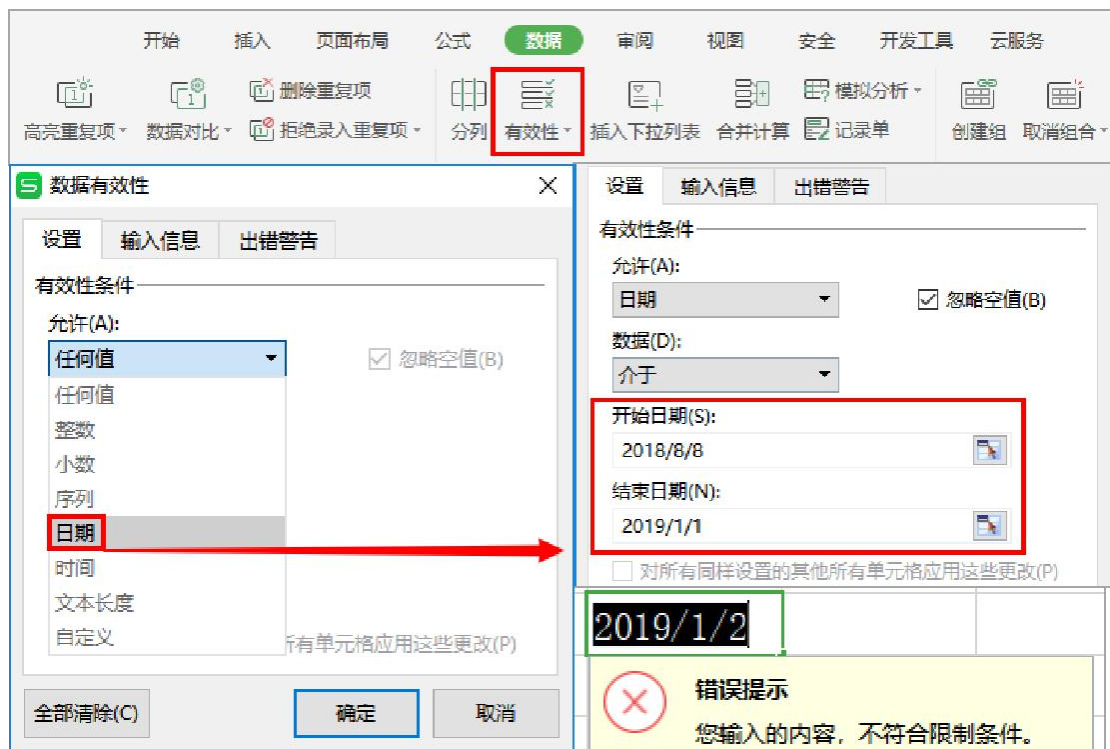 开始 插入 页面布局 公式 数据 审阅 视图 安全 开发工具 云服务
删除重复项 模拟分析
高亮重复项 数据对比 拒绝录入重复项 分列 有效性 插入下拉列表 合并计算 记录单 创建组 取消组合
数据有效性
设置 输入信息 出错警告
有效性条件
允许(A):
任何值 忽略空值(B)
任何值
整数
小数
序列
日期
时间
文本长度
自定义
所有单元格应用这些更改(P)
全部清除(C) 确定 取消
设置 输入信息 出错警告
有效性条件
允许(A):
日期 忽略空值(B)
数据(D):
介于
开始日期(S):
2018/8/8
结束日期(N):
2019/1/1
对所有同样设置的其他所有单元格应用这些更改(P)
2019/1/2
错误提示
您输入的内容，不符合限制条件。